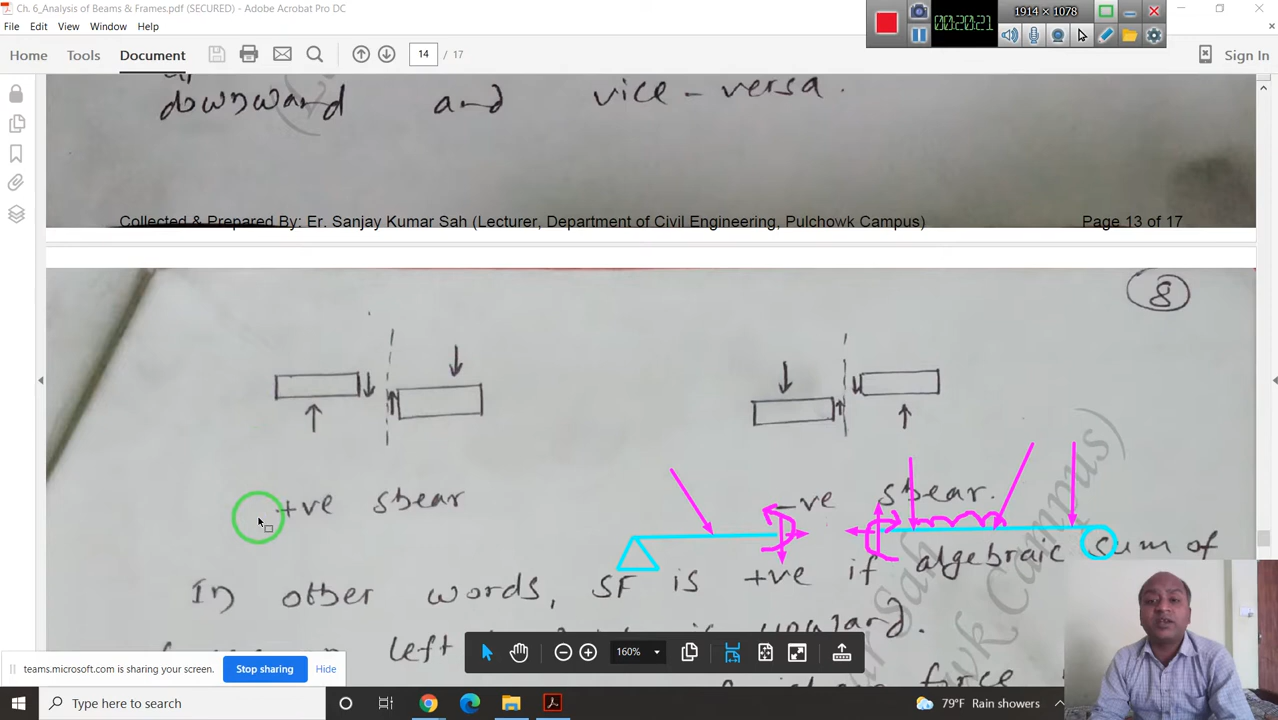 Ch. 6_Analysis of Beams & Frames.pdf (SECURED) - Adobe Acrobat Pro DC
1914 × 1078
00:20:21
File Edit View Document Window Help
Home Tools Document 14 / 17 Sign In
downward and vice-versa.
Collected & Prepared By: Er. Sanjay Kumar Sah (Lecturer, Department of Civil Engineering, Pulchowk Campus) Page 13 of 17
8
+ve shear
-ve shear.
In other words, SF is +ve if algebraic sum of
left upward.
force
Sah
Campus)
160%
teams.microsoft.com is sharing your screen. Stop sharing Hide
Type here to search
79°F Rain showers